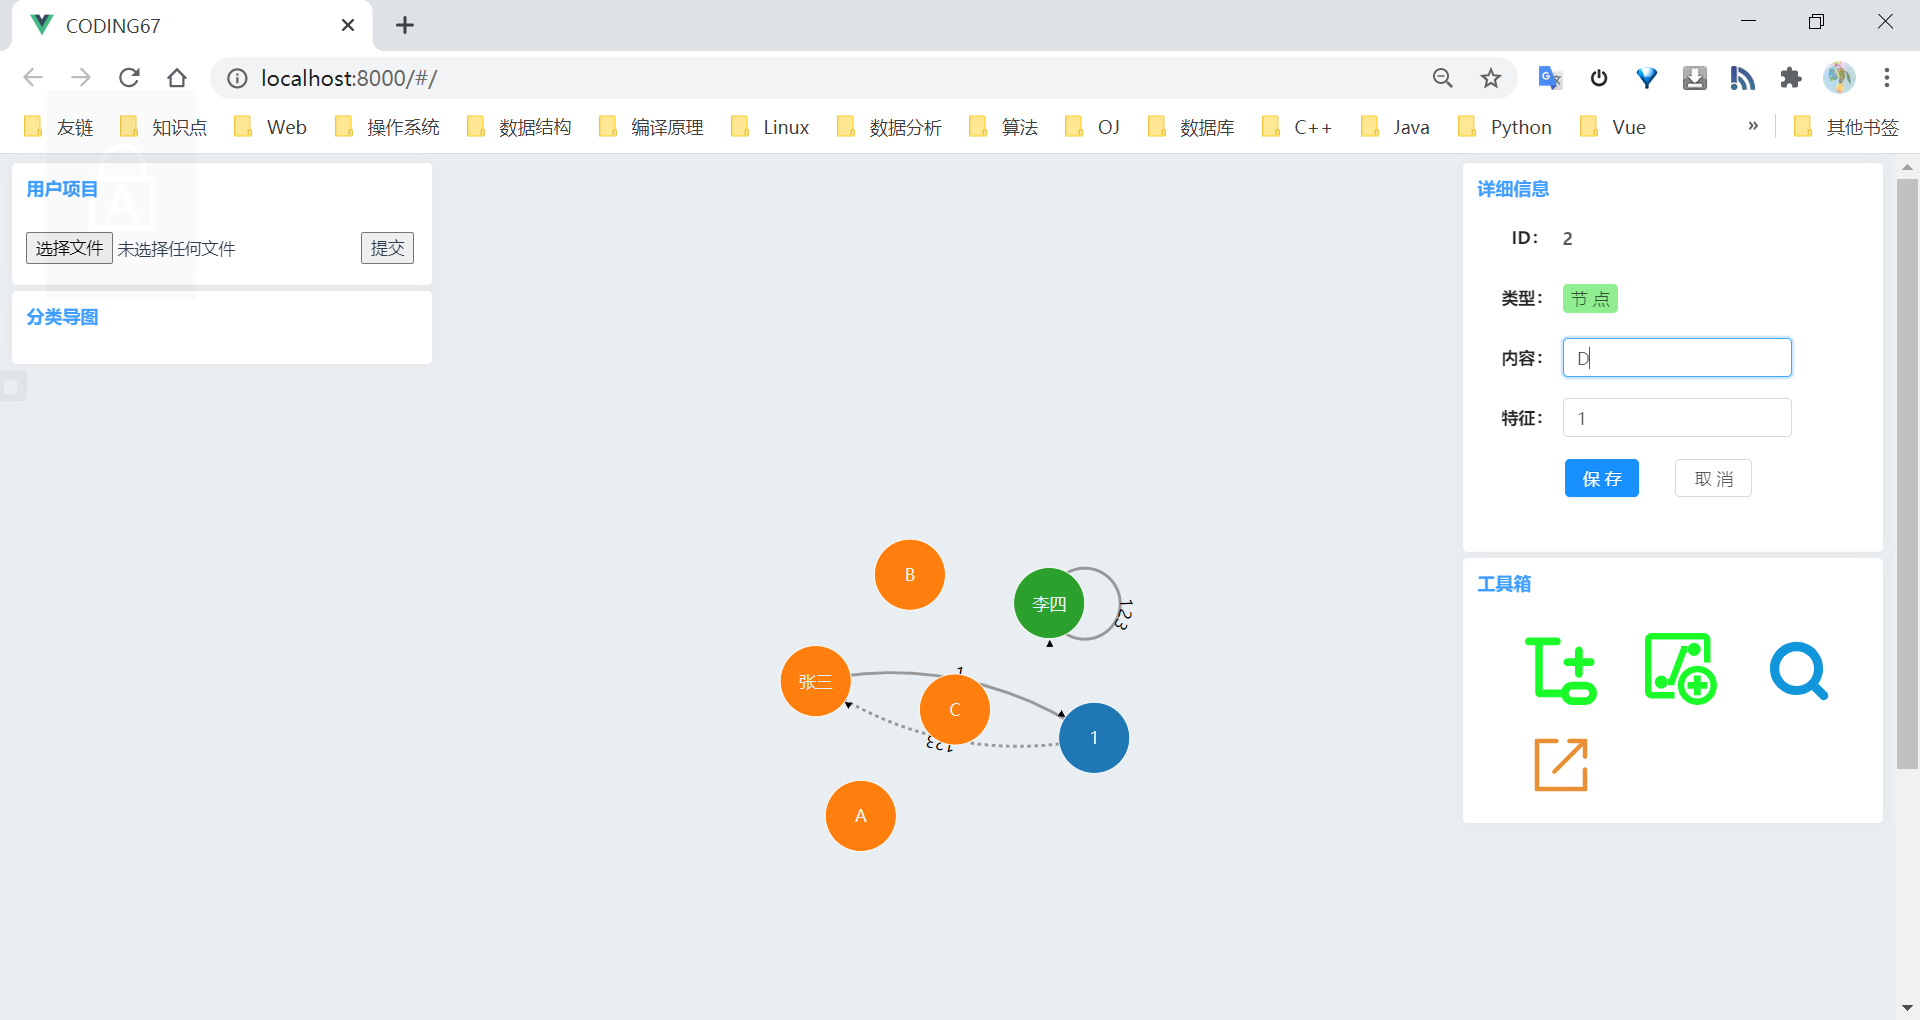 CODING67
localhost:8000/#/
友链 知识点 Web 操作系统 数据结构 编译原理 Linux 数据分析 算法 OJ 数据库 C++ Java Python Vue » 其他书签
用户项目
选择文件 未选择任何文件 提交
分类导图
A
详细信息
ID: 2
类型: 节 点
内容: D
特征: 1
保 存 取 消
工具箱
B
李四
123
张三
1
C
123
1
A